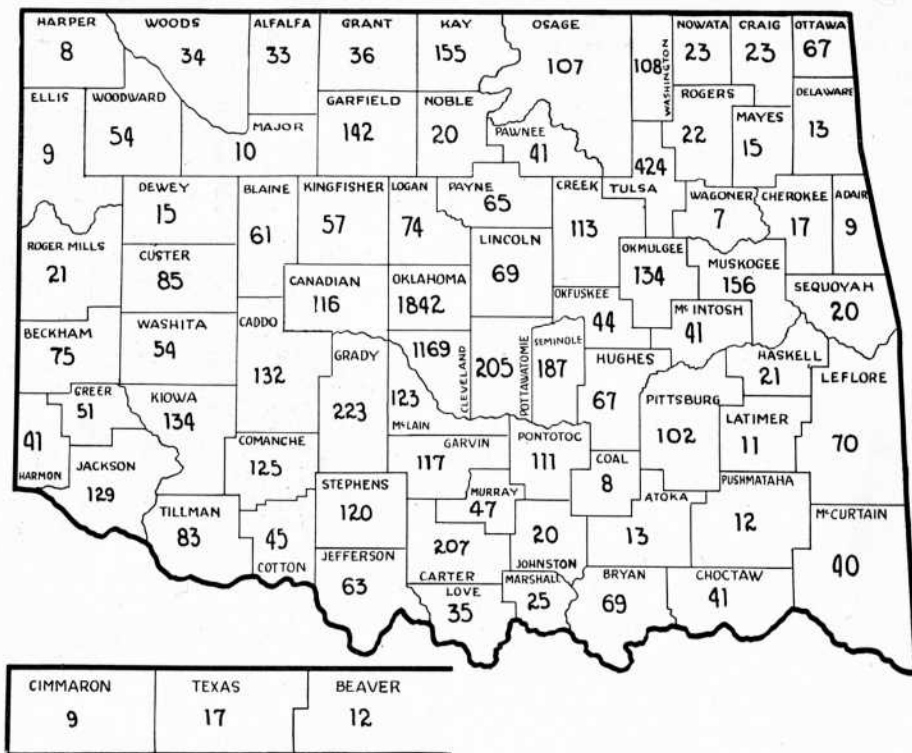 HARPER
8
WOODS
34
ALFALFA
33
GRANT
36
KAY
155
OSAGE
107
WASHINGTON
108
NOWATA
23
CRAIG
23
OTTAWA
67
ELLIS
9
WOODWARD
54
MAJOR
10
GARFIELD
142
NOBLE
20
PAWNEE
41
ROGERS
22
MAYES
15
DELAWARE
13
DEWEY
15
BLAINE
61
KINGFISHER
57
LOGAN
74
PAYNE
65
CREEK
113
TULSA
424
WAGONER
7
CHEROKEE
17
ADAIR
9
ROGER MILLS
21
CUSTER
85
CANADIAN
116
OKLAHOMA
1842
LINCOLN
69
OKMULGEE
134
MUSKOGEE
156
SEQUOYAH
20
BECKHAM
75
WASHITA
54
CADDO
132
GRADY
223
CLEVELAND
1169
POTTAWATOMIE
205
SEMINOLE
187
OKFUSKEE
44
McINTOSH
41
HASKELL
21
LEFLORE
70
GREER
51
KIOWA
134
123
McLAIN
HUGHES
67
PITTSBURG
102
LATIMER
11
41
HARMON
JACKSON
129
COMANCHE
125
GARVIN
117
PONTOTOC
111
COAL
8
PUSHMATAHA
12
TILLMAN
83
45
COTTON
STEPHENS
120
MURRAY
47
20
JOHNSTON
ATOKA
13
McCURTAIN
40
JEFFERSON
63
207
CARTER
LOVE
35
MARSHALL
25
BRYAN
69
CHOCTAW
41
CIMMARON
9
TEXAS
17
BEAVER
12